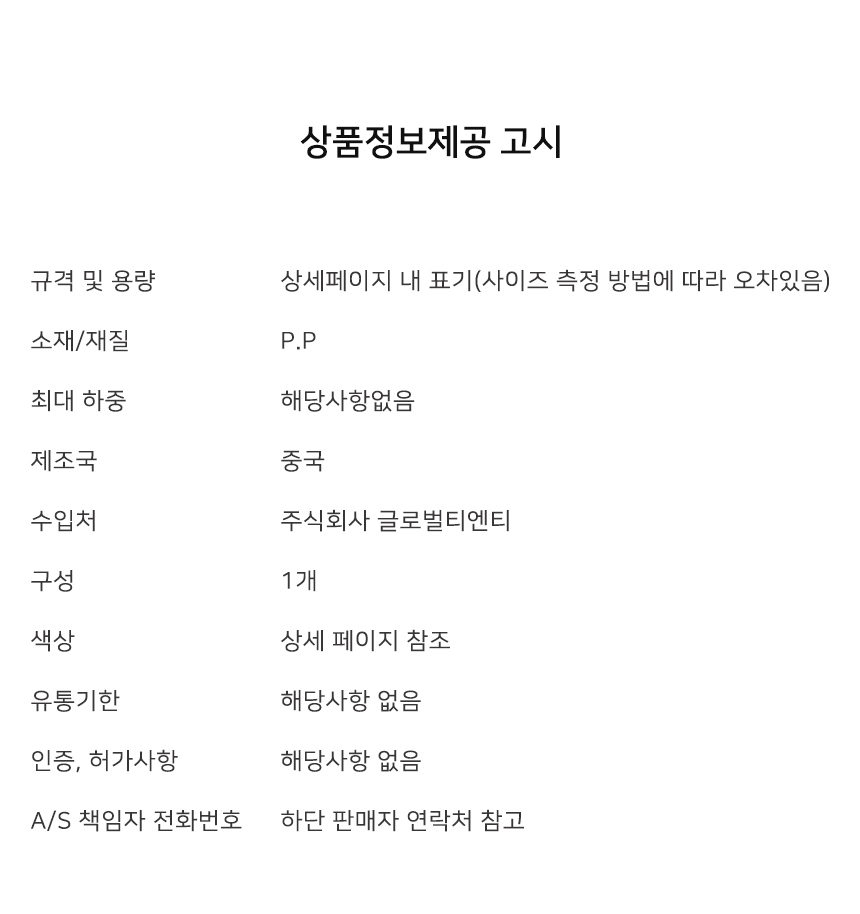 상품정보제공 고시
규격 및 용량 상세페이지 내 표기(사이즈 측정 방법에 따라 오차있음)
소재/재질 P.P
최대 하중 해당사항없음
제조국 중국
수입처 주식회사 글로벌티엔티
구성 1개
색상 상세 페이지 참조
유통기한 해당사항 없음
인증, 허가사항 해당사항 없음
A/S 책임자 전화번호 하단 판매자 연락처 참고